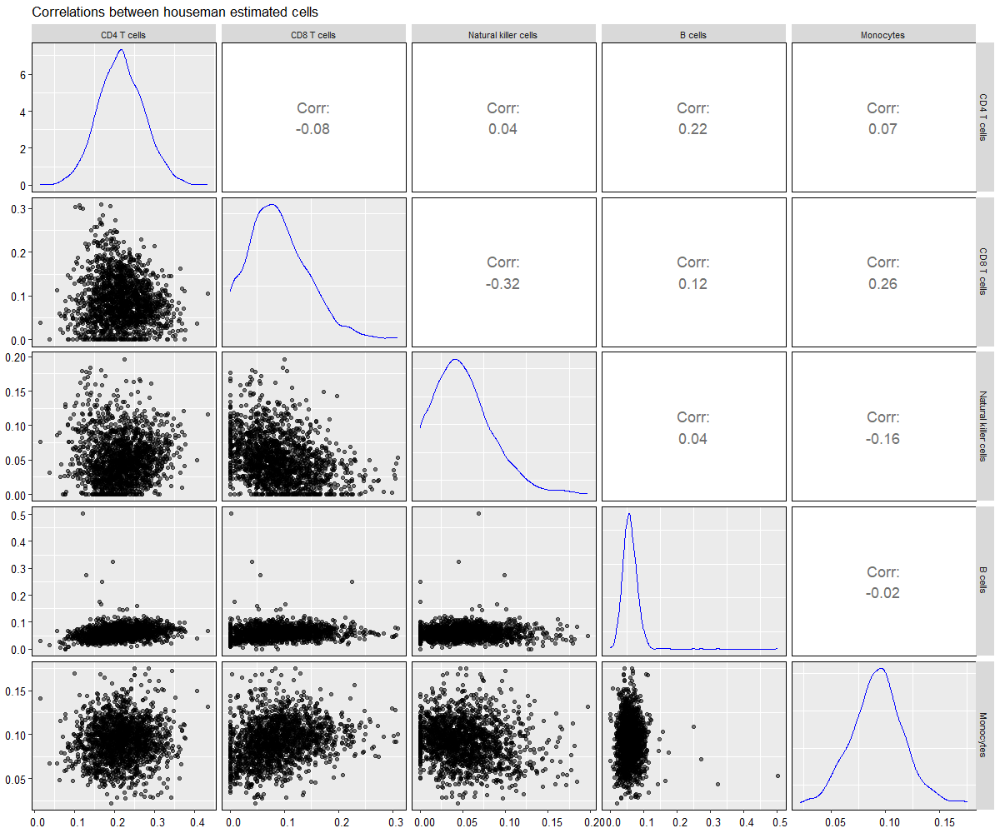 Correlations between houseman estimated cells
CD4 T cells CD8 T cells Natural killer cells B cells Monocytes
6
4
2
0
Corr:
-0.08
Corr:
0.04
Corr:
0.22
Corr:
0.07
CD4 T cells
0.3
0.2
0.1
0.0
Corr:
-0.32
Corr:
0.12
Corr:
0.26
CD8 T cells
0.20
0.15
0.10
0.05
0.00
Corr:
0.04
Corr:
-0.16
Natural killer cells
0.5
0.4
0.3
0.2
0.1
0.0
Corr:
-0.02
B cells
0.15
0.10
0.05
Monocytes
0.0 0.1 0.2 0.3 0.4 0.0 0.1 0.2 0.3 0.00 0.05 0.10 0.15 0.20 0.0 0.1 0.2 0.3 0.4 0.5 0.05 0.10 0.15